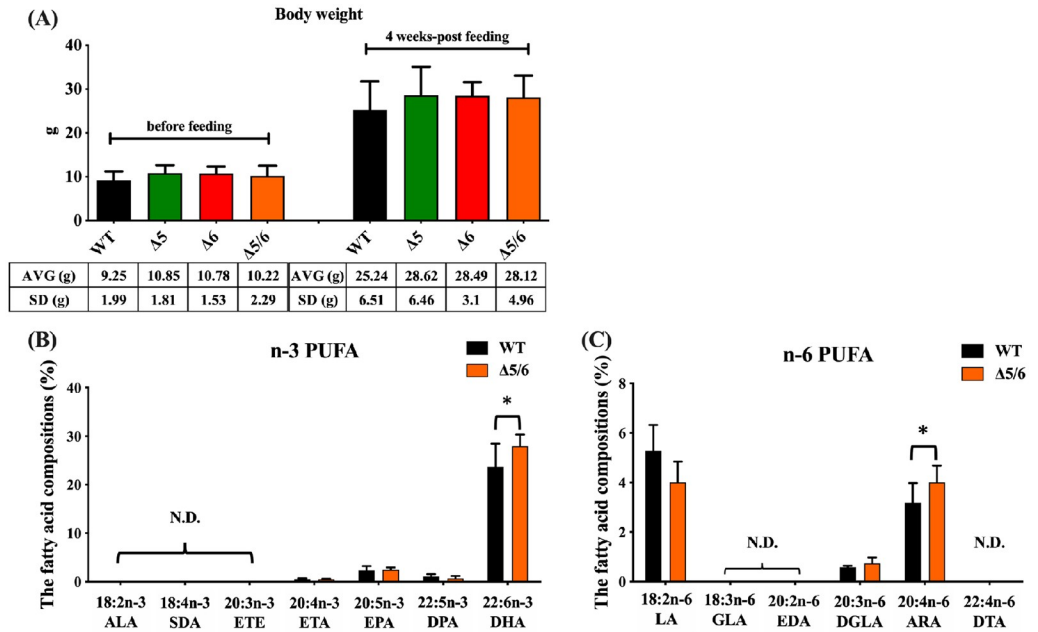 (A)
Body weight
4 weeks-post feeding
before feeding
g
40
30
20
10
0
WT Δ5 Δ6 Δ5/6 WT Δ5 Δ6 Δ5/6
AVG (g) 9.25 10.85 10.78 10.22 AVG (g) 25.24 28.62 28.49 28.12
SD (g) 1.99 1.81 1.53 2.29 SD (g) 6.51 6.46 3.1 4.96
(B)
n-3 PUFA
WT
Δ5/6
The fatty acid compositions (%)
40
30
20
10
0
N.D.
*
18:2n-3 18:4n-3 20:3n-3 20:4n-3 20:5n-3 22:5n-3 22:6n-3
ALA SDA ETE ETA EPA DPA DHA
(C)
n-6 PUFA
WT
Δ5/6
The fatty acid compositions (%)
8
6
4
2
0
N.D.
*
N.D.
18:2n-6 18:3n-6 20:2n-6 20:3n-6 20:4n-6 22:4n-6
LA GLA EDA DGLA ARA DTA